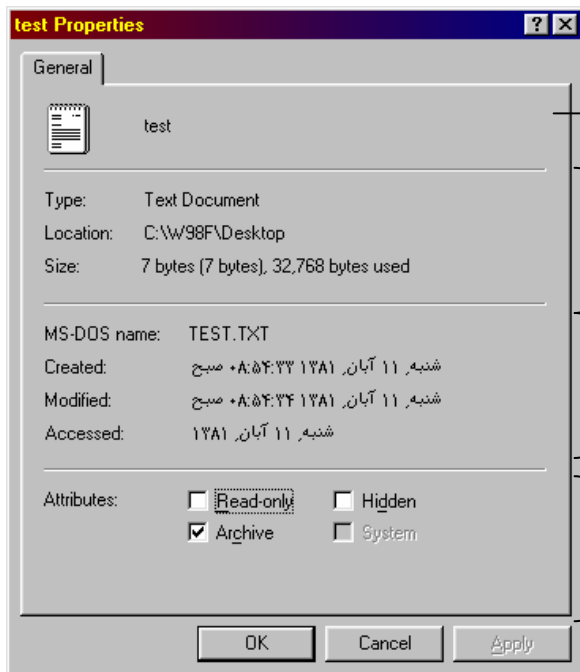 test Properties
General
test
Type: Text Document
Location: C:\W98F\Desktop
Size: 7 bytes (7 bytes), 32,768 bytes used
MS-DOS name: TEST.TXT
Created: شنبه, ۱۱ آبان, ۱۳۸۱ ۰۸:۵۴:۳۳ صبح
Modified: شنبه, ۱۱ آبان, ۱۳۸۱ ۰۸:۵۴:۳۴ صبح
Accessed: شنبه, ۱۱ آبان, ۱۳۸۱
Attributes: Read-only Hidden
Archive System
OK Cancel Apply